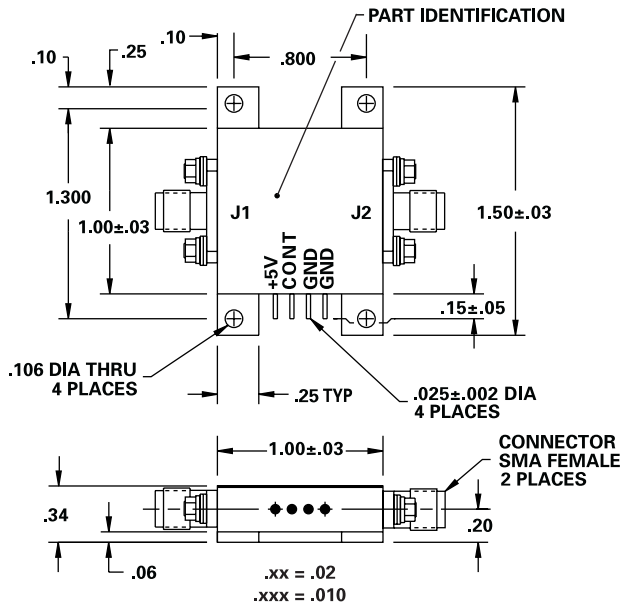 PART IDENTIFICATION
.10
.10
.25
.800
1.300
1.00±.03
J1
J2
1.50±.03
+5V
CONT
GND
GND
.15±.05
.106 DIA THRU
4 PLACES
.25 TYP
.025±.002 DIA
4 PLACES
1.00±.03
CONNECTOR
SMA FEMALE
2 PLACES
.34
.20
.06
.xx = .02
.xxx = .010